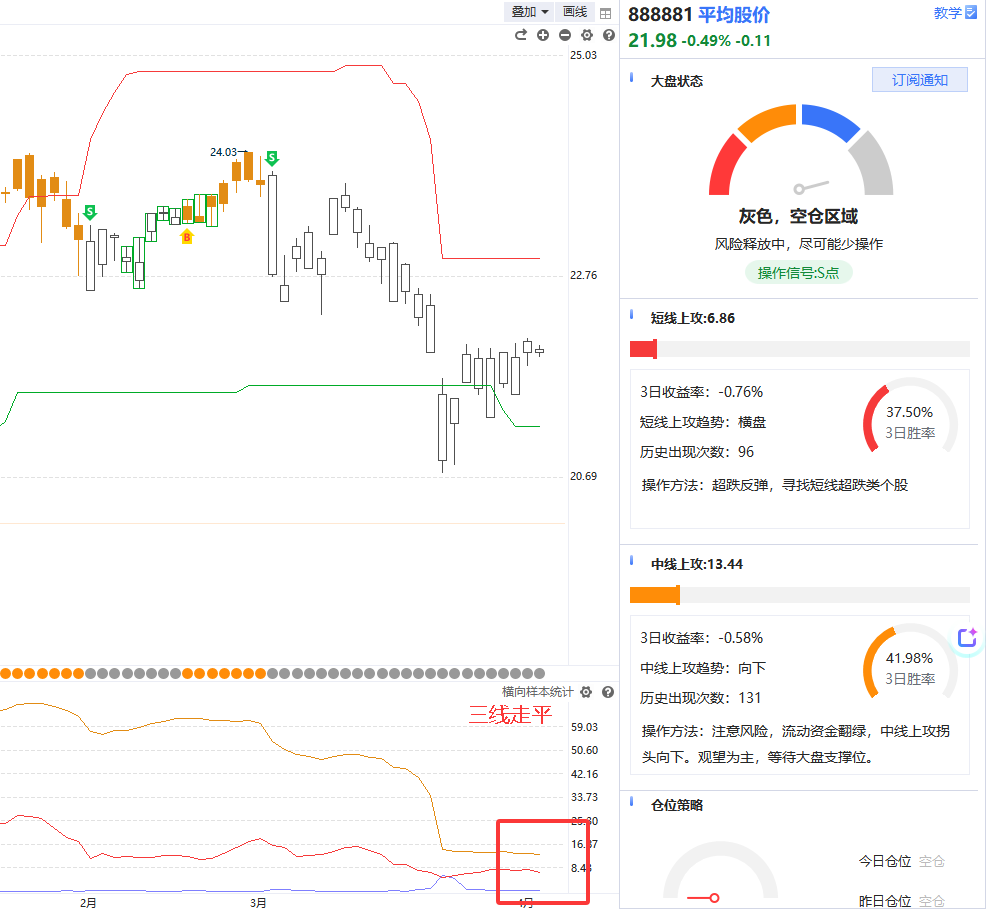 叠加 画线
25.03
24.03
S
S
B
22.76
20.69
横向样本统计
三线走平
59.03
50.60
42.16
33.73
25.30
16.87
8.43
2月 3月 4月
888881 平均股价 教学
21.98 -0.49% -0.11
大盘状态 订阅通知
灰色，空仓区域
风险释放中，尽可能少操作
操作信号:S点
短线上攻:6.86
3日收益率：-0.76%
短线上攻趋势：横盘
历史出现次数：96
37.50%
3日胜率
操作方法：超跌反弹，寻找短线超跌类个股
中线上攻:13.44
3日收益率：-0.58%
中线上攻趋势：向下
历史出现次数：131
41.98%
3日胜率
操作方法：注意风险，流动资金翻绿，中线上攻拐
头向下。观望为主，等待大盘支撑位。
仓位策略
今日仓位 空仓
昨日仓位 空仓